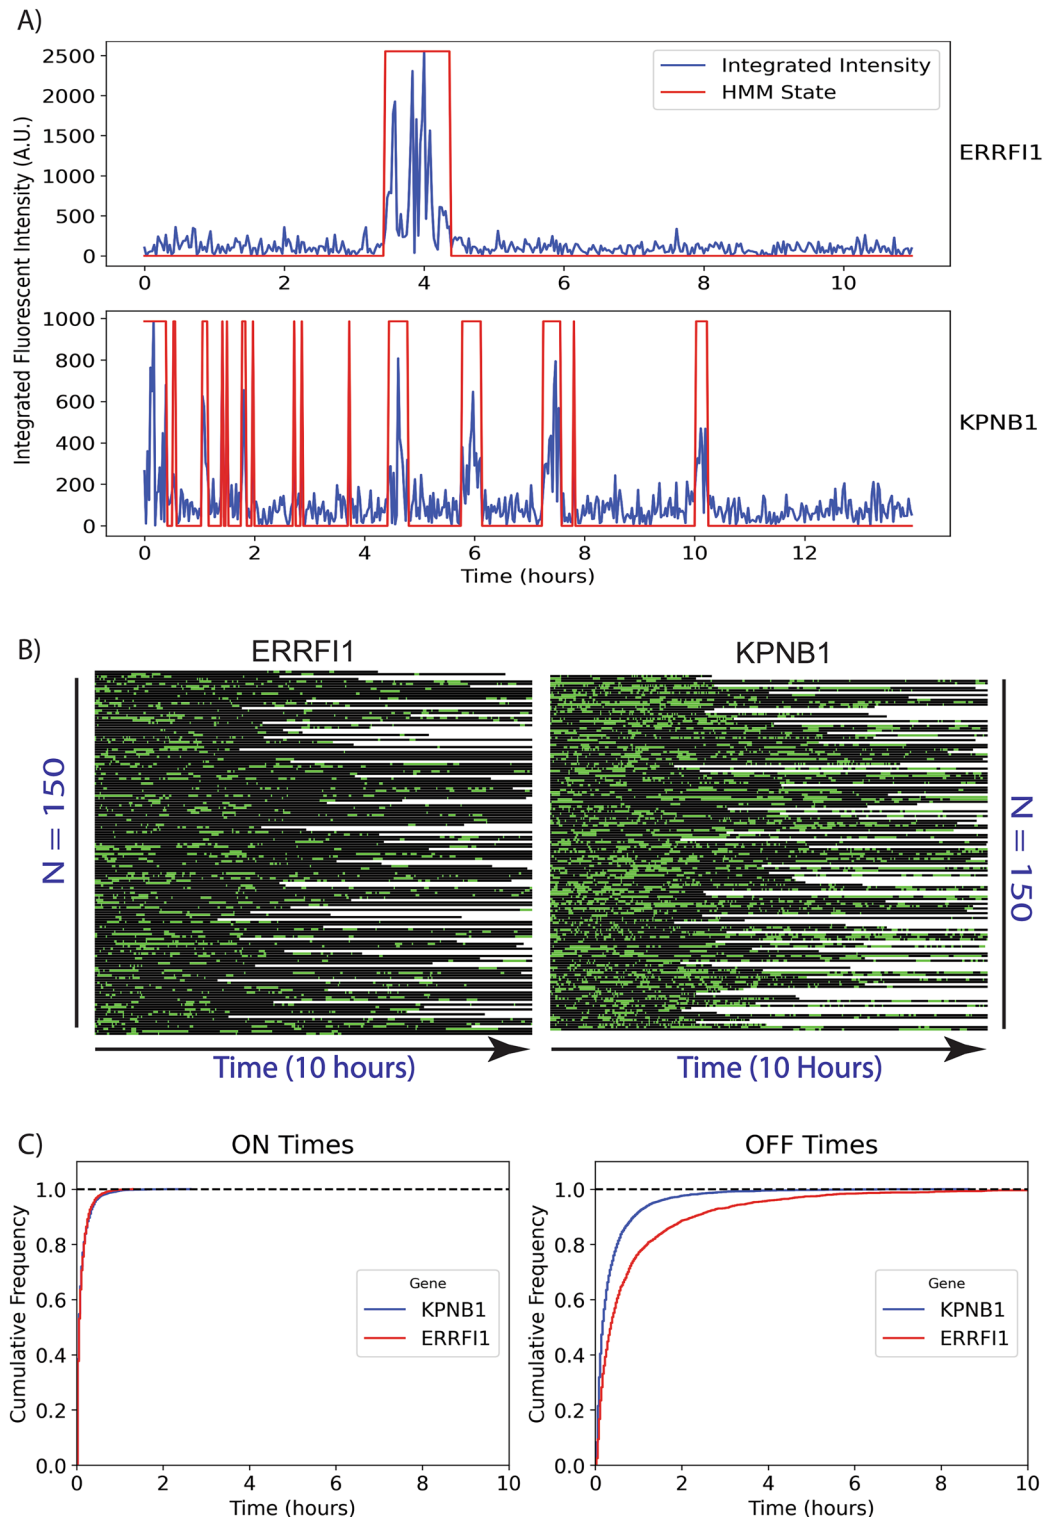 A)
Integrated Fluorescent Intensity (A.U.)
2500
2000
1500
1000
500
0
Integrated Intensity
HMM State
ERRFI1
0 2 4 6 8 10
1000
800
600
400
200
0
KPNB1
0 2 4 6 8 10 12
Time (hours)
B)
ERRFI1
KPNB1
N = 150
N = 150
Time (10 hours)
Time (10 Hours)
C)
ON Times
Cumulative Frequency
1.0
0.8
0.6
0.4
0.2
0.0
Gene
KPNB1
ERRFI1
0 2 4 6 8 10
Time (hours)
OFF Times
Cumulative Frequency
1.0
0.8
0.6
0.4
0.2
0.0
Gene
KPNB1
ERRFI1
0 2 4 6 8 10
Time (hours)